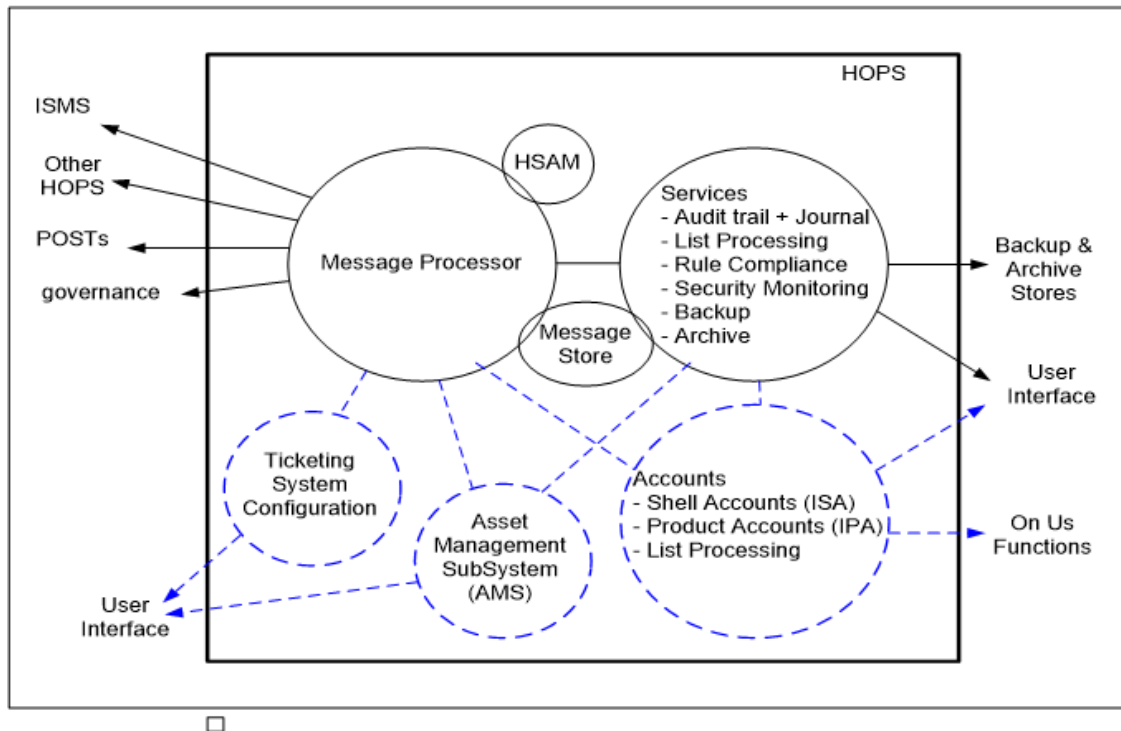 HOPS
ISMS
Other
HOPS
POSTs
governance
HSAM
Message Processor
Services
- Audit trail + Journal
- List Processing
- Rule Compliance
- Security Monitoring
- Backup
- Archive
Message
Store
Backup &
Archive
Stores
User
Interface
Ticketing
System
Configuration
Asset
Management
SubSystem
(AMS)
Accounts
- Shell Accounts (ISA)
- Product Accounts (IPA)
- List Processing
On Us
Functions
User
Interface